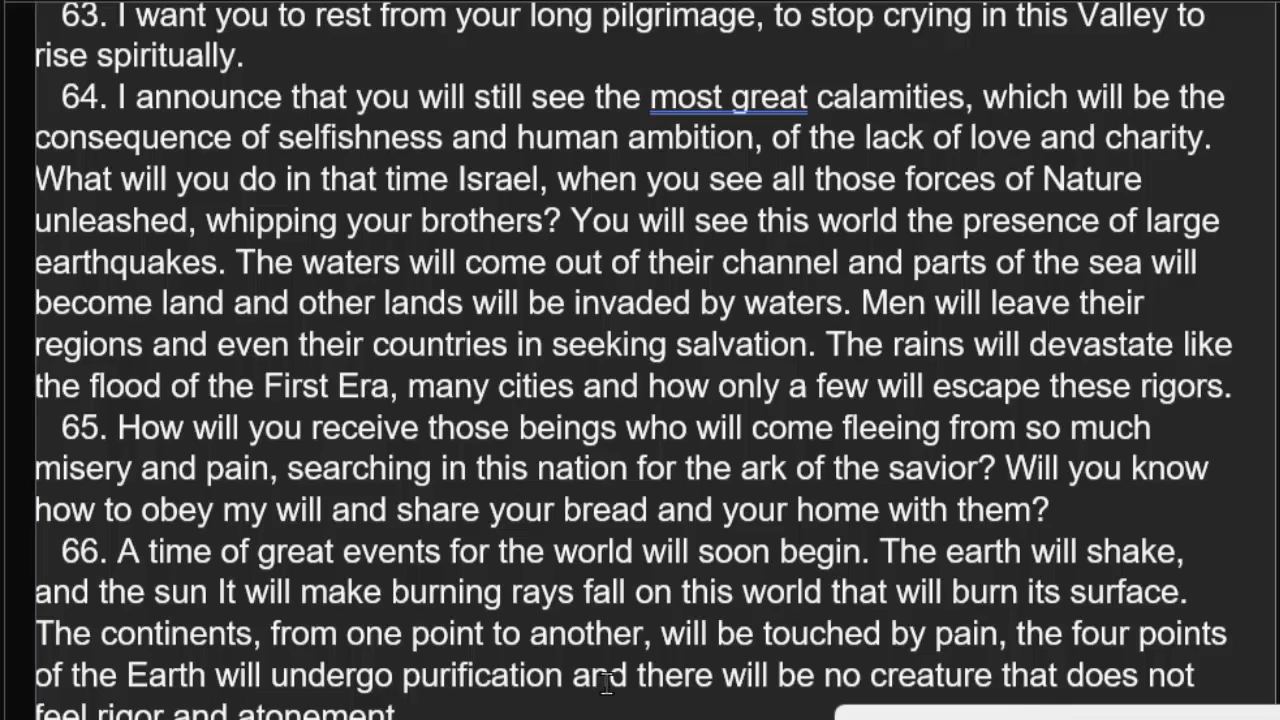 63. I want you to rest from your long pilgrimage, to stop crying in this Valley to
rise spiritually.
64. I announce that you will still see the most great calamities, which will be the
consequence of selfishness and human ambition, of the lack of love and charity.
What will you do in that time Israel, when you see all those forces of Nature
unleashed, whipping your brothers? You will see this world the presence of large
earthquakes. The waters will come out of their channel and parts of the sea will
become land and other lands will be invaded by waters. Men will leave their
regions and even their countries in seeking salvation. The rains will devastate like
the flood of the First Era, many cities and how only a few will escape these rigors.
65. How will you receive those beings who will come fleeing from so much
misery and pain, searching in this nation for the ark of the savior? Will you know
how to obey my will and share your bread and your home with them?
66. A time of great events for the world will soon begin. The earth will shake,
and the sun It will make burning rays fall on this world that will burn its surface.
The continents, from one point to another, will be touched by pain, the four points
of the Earth will undergo purification and there will be no creature that does not
feel rigor and atonement.